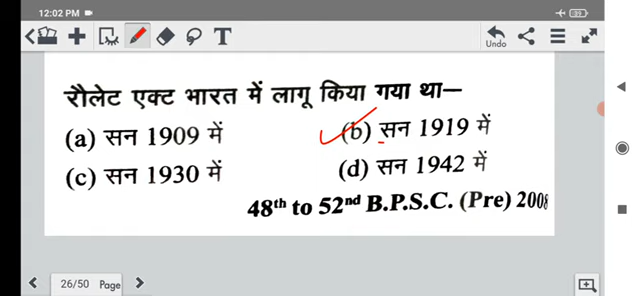 12:02 PM
39
T
Undo
रौलेट एक्ट भारत में लागू किया गया था—
(a) सन 1909 में (b) सन 1919 में
(c) सन 1930 में (d) सन 1942 में
48th to 52nd B.P.S.C. (Pre) 2008
26/50 Page